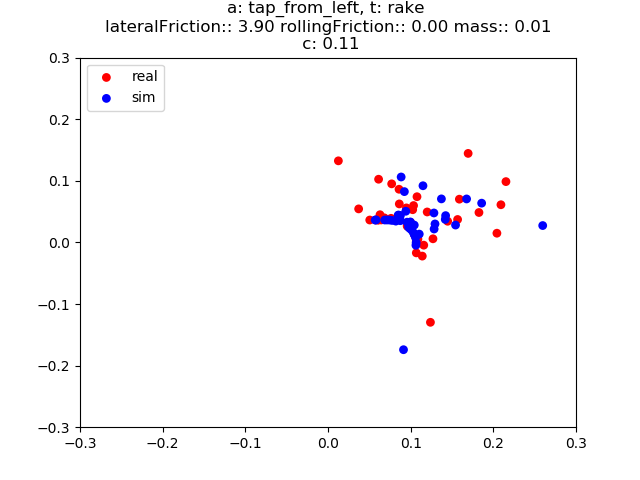 a: tap_from_left, t: rake
lateralFriction:: 3.90 rollingFriction:: 0.00 mass:: 0.01
c: 0.11
real
sim
0.3
0.2
0.1
0.0
−0.1
−0.2
−0.3
−0.3 −0.2 −0.1 0.0 0.1 0.2 0.3